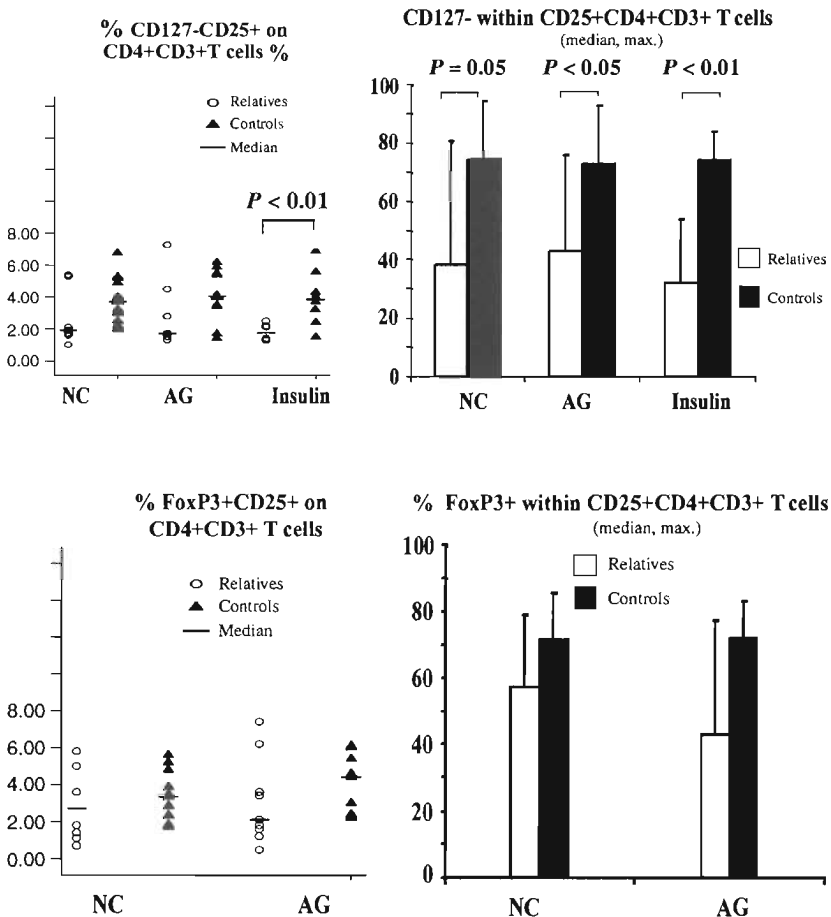 % CD127-CD25+ on
CD4+CD3+T cells %
Relatives
Controls
Median
P < 0.01
8.00
6.00
4.00
2.00
0.00
NC AG Insulin
CD127- within CD25+CD4+CD3+ T cells
(median, max.)
P = 0.05 P < 0.05 P < 0.01
100
80
60
40
20
0
Relatives
Controls
NC AG Insulin
% FoxP3+CD25+ on
CD4+CD3+ T cells
Relatives
Controls
Median
8.00
6.00
4.00
2.00
0.00
NC AG
% FoxP3+ within CD25+CD4+CD3+ T cells
(median, max.)
100
80
60
40
20
0
Relatives
Controls
NC AG